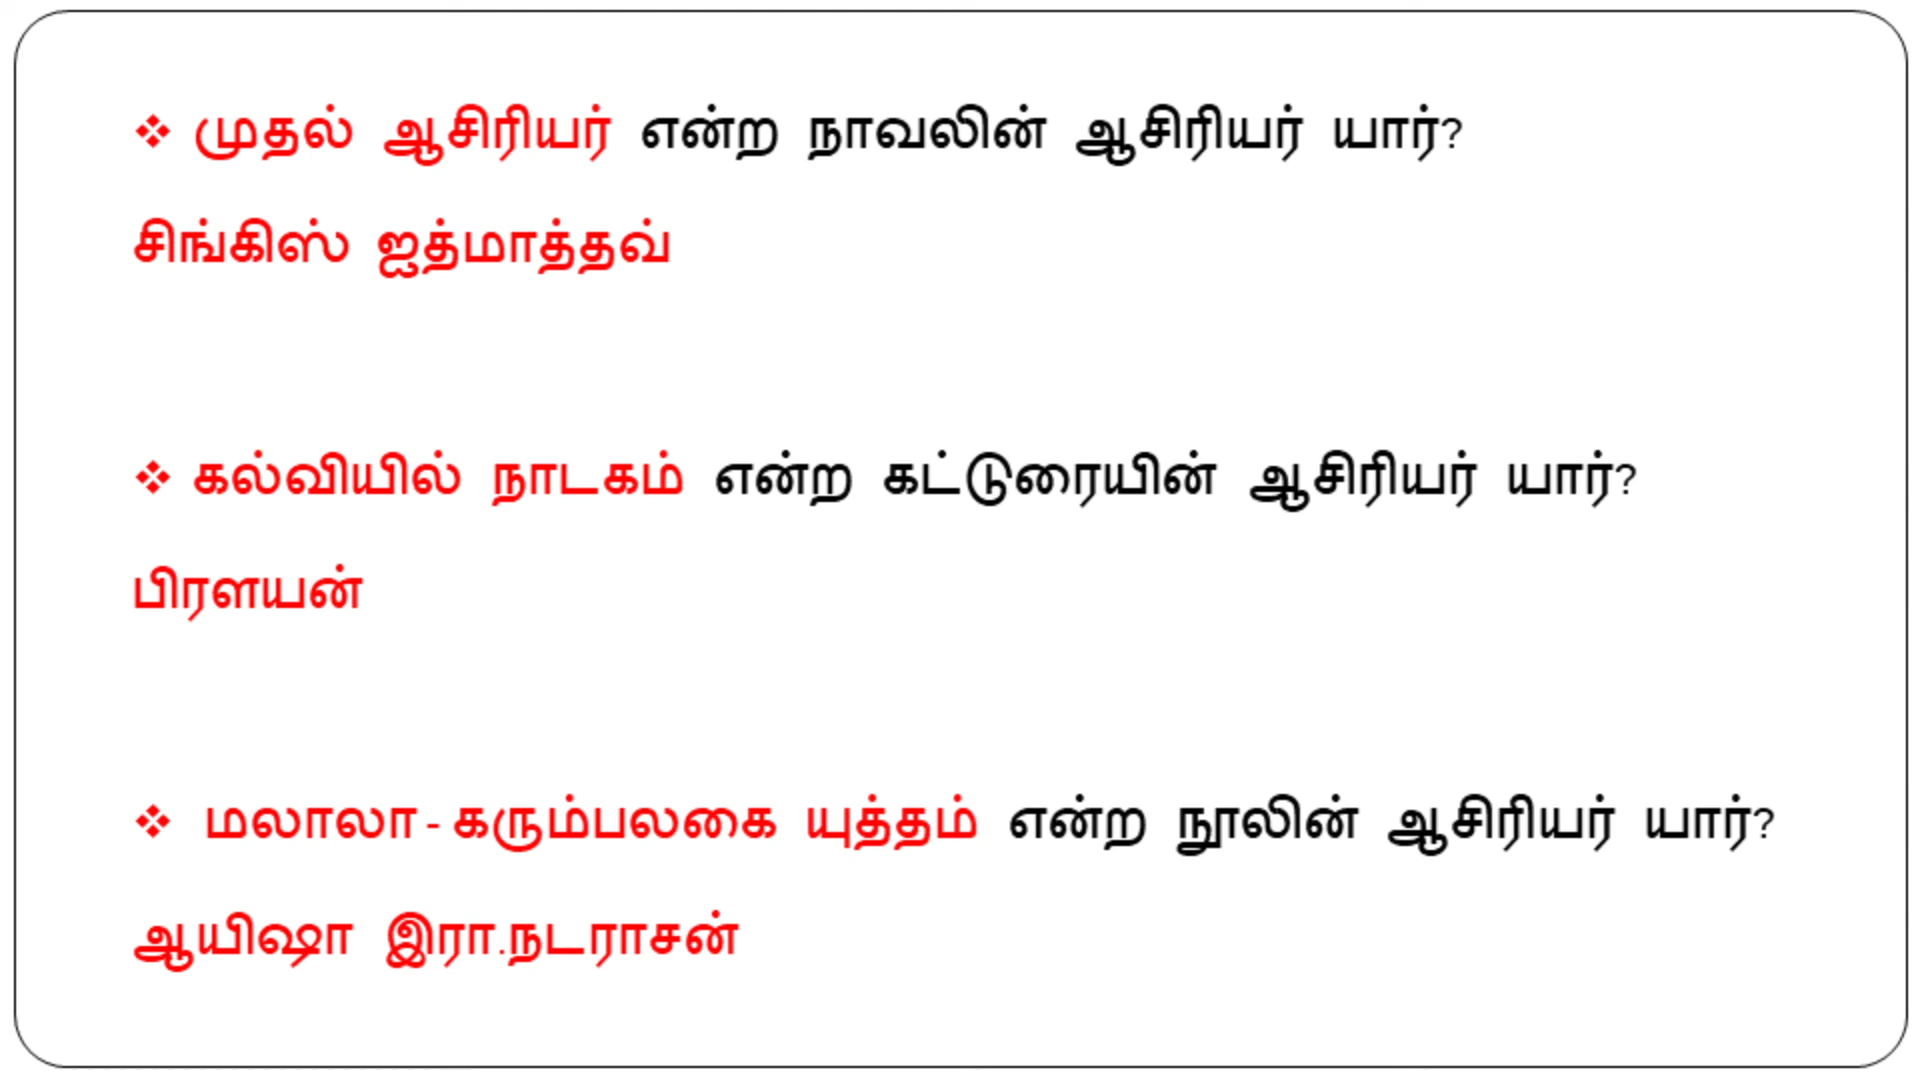 ❖ முதல் ஆசிரியர் என்ற நாவலின் ஆசிரியர் யார்?
சிங்கிஸ் ஐத்மாத்தவ்
❖ கல்வியில் நாடகம் என்ற கட்டுரையின் ஆசிரியர் யார்?
பிரளயன்
❖ மலாலா - கரும்பலகை யுத்தம் என்ற நூலின் ஆசிரியர் யார்?
ஆயிஷா இரா.நடராசன்